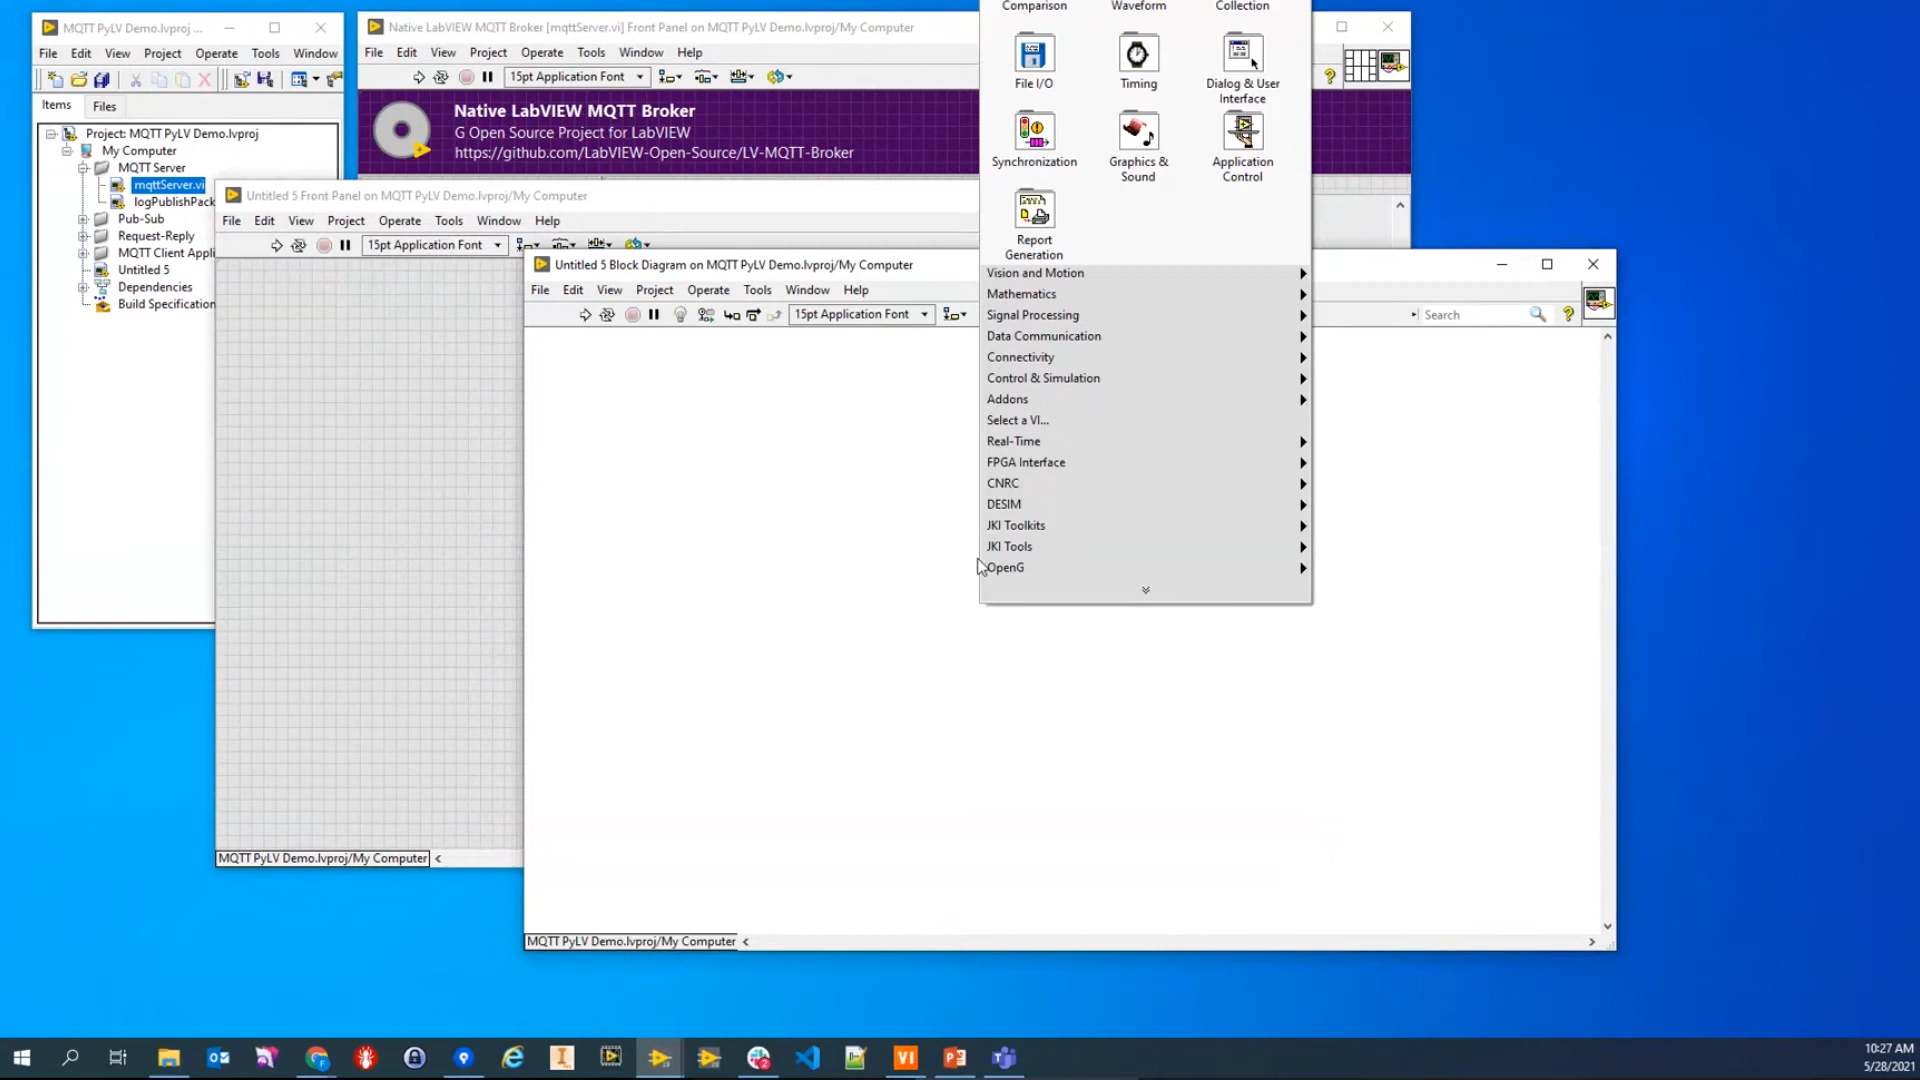 MQTT PyLV Demo.lvproj ...
File Edit View Project Operate Tools Window
Items Files
Project: MQTT PyLV Demo.lvproj
My Computer
MQTT Server
mqttServer.vi
logPublishPack
Pub-Sub
Request-Reply
MQTT Client Appli
Untitled 5
Dependencies
Build Specification
Native LabVIEW MQTT Broker [mqttServer.vi] Front Panel on MQTT PyLV Demo.lvproj/My Computer
File Edit View Project Operate Tools Window Help
15pt Application Font
Native LabVIEW MQTT Broker
G Open Source Project for LabVIEW
https://github.com/LabVIEW-Open-Source/LV-MQTT-Broker
Untitled 5 Front Panel on MQTT PyLV Demo.lvproj/My Computer
File Edit View Project Operate Tools Window Help
15pt Application Font
MQTT PyLV Demo.lvproj/My Computer
Untitled 5 Block Diagram on MQTT PyLV Demo.lvproj/My Computer
File Edit View Project Operate Tools Window Help
15pt Application Font
Search
MQTT PyLV Demo.lvproj/My Computer
Comparison Waveform Collection
File I/O Timing Dialog & User
Interface
Synchronization Graphics & Application
Sound Control
Report
Generation
Vision and Motion
Mathematics
Signal Processing
Data Communication
Connectivity
Control & Simulation
Addons
Select a VI...
Real-Time
FPGA Interface
CNRC
DESIM
JKI Toolkits
JKI Tools
OpenG
10:27 AM
5/28/2021